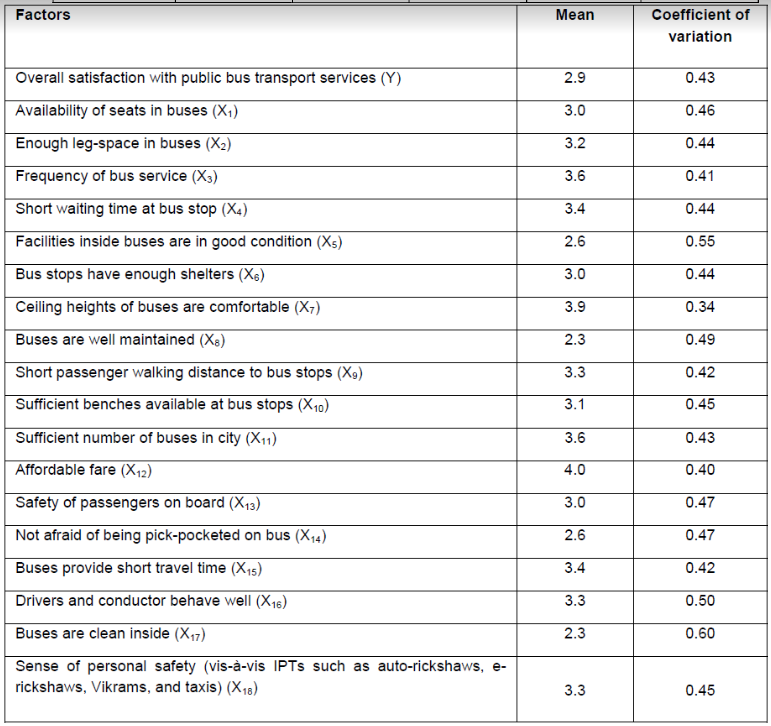 Factors Mean Coefficient of
variation
Overall satisfaction with public bus transport services (Y) 2.9 0.43
Availability of seats in buses (X₁) 3.0 0.46
Enough leg-space in buses (X₂) 3.2 0.44
Frequency of bus service (X₃) 3.6 0.41
Short waiting time at bus stop (X₄) 3.4 0.44
Facilities inside buses are in good condition (X₅) 2.6 0.55
Bus stops have enough shelters (X₆) 3.0 0.44
Ceiling heights of buses are comfortable (X₇) 3.9 0.34
Buses are well maintained (X₈) 2.3 0.49
Short passenger walking distance to bus stops (X₉) 3.3 0.42
Sufficient benches available at bus stops (X₁₀) 3.1 0.45
Sufficient number of buses in city (X₁₁) 3.6 0.43
Affordable fare (X₁₂) 4.0 0.40
Safety of passengers on board (X₁₃) 3.0 0.47
Not afraid of being pick-pocketed on bus (X₁₄) 2.6 0.47
Buses provide short travel time (X₁₅) 3.4 0.42
Drivers and conductor behave well (X₁₆) 3.3 0.50
Buses are clean inside (X₁₇) 2.3 0.60
Sense of personal safety (vis-à-vis IPTs such as auto-rickshaws, e-
rickshaws, Vikrams, and taxis) (X₁₈) 3.3 0.45